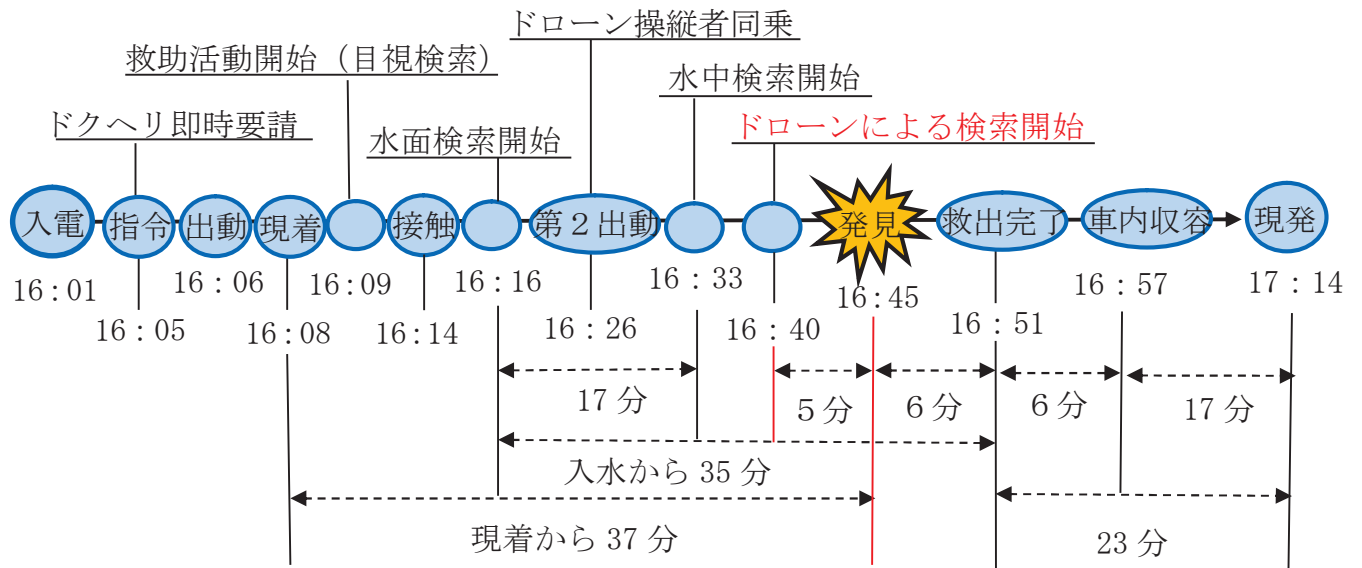 ドローン操縦者同乗
救助活動開始（目視検索）
水中検索開始
ドクヘリ即時要請
水面検索開始
ドローンによる検索開始
入電
指令
出動
現着
接触
第２出動
発見
救出完了
車内収容
現発
16：01
16：05
16：06
16：08
16：09
16：14
16：16
16：26
16：33
16：40
16：45
16：51
16：57
17：14
17 分
5 分
6 分
6 分
17 分
入水から 35 分
現着から 37 分
23 分